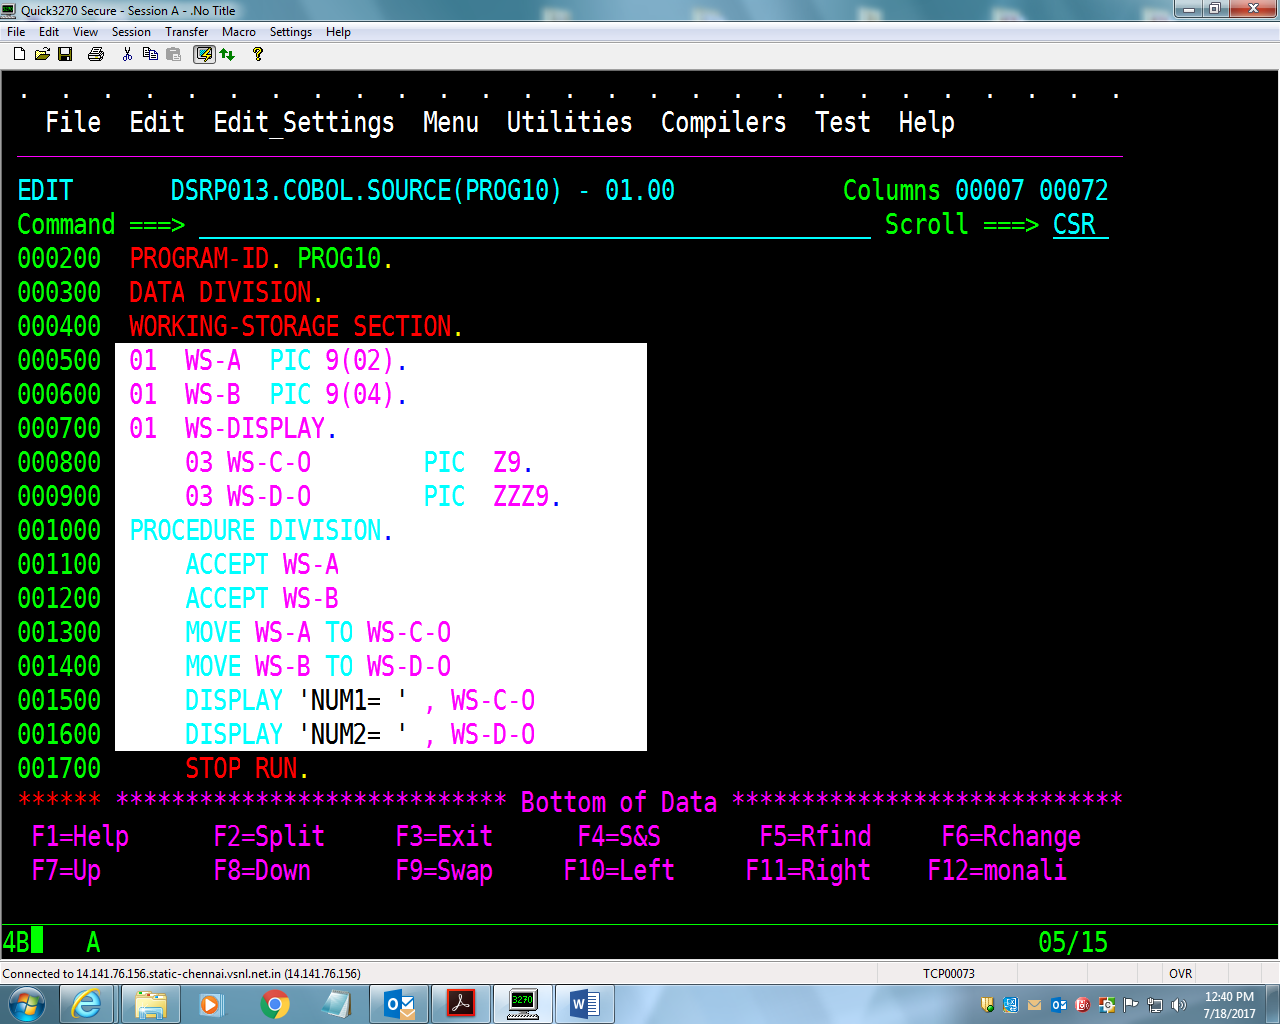 Quick3270 Secure - Session A - .No Title
File Edit View Session Transfer Macro Settings Help
. . . . . . . . . . . . . . . . . . . . . . . . . . .
File Edit Edit_Settings Menu Utilities Compilers Test Help
EDIT DSRP013.COBOL.SOURCE(PROG10) - 01.00 Columns 00007 00072
Command ===> Scroll ===> CSR
000200 PROGRAM-ID. PROG10.
000300 DATA DIVISION.
000400 WORKING-STORAGE SECTION.
000500 01 WS-A PIC 9(02).
000600 01 WS-B PIC 9(04).
000700 01 WS-DISPLAY.
000800 03 WS-C-O PIC Z9.
000900 03 WS-D-O PIC ZZZ9.
001000 PROCEDURE DIVISION.
001100 ACCEPT WS-A
001200 ACCEPT WS-B
001300 MOVE WS-A TO WS-C-O
001400 MOVE WS-B TO WS-D-O
001500 DISPLAY 'NUM1= ' , WS-C-O
001600 DISPLAY 'NUM2= ' , WS-D-O
001700 STOP RUN.
****** **************************** Bottom of Data ****************************
F1=Help F2=Split F3=Exit F4=S&S F5=Rfind F6=Rchange
F7=Up F8=Down F9=Swap F10=Left F11=Right F12=monali
4B A 05/15
Connected to 14.141.76.156.static-chennai.vsnl.net.in (14.141.76.156) TCP00073 OVR
3270
12:40 PM
7/18/2017